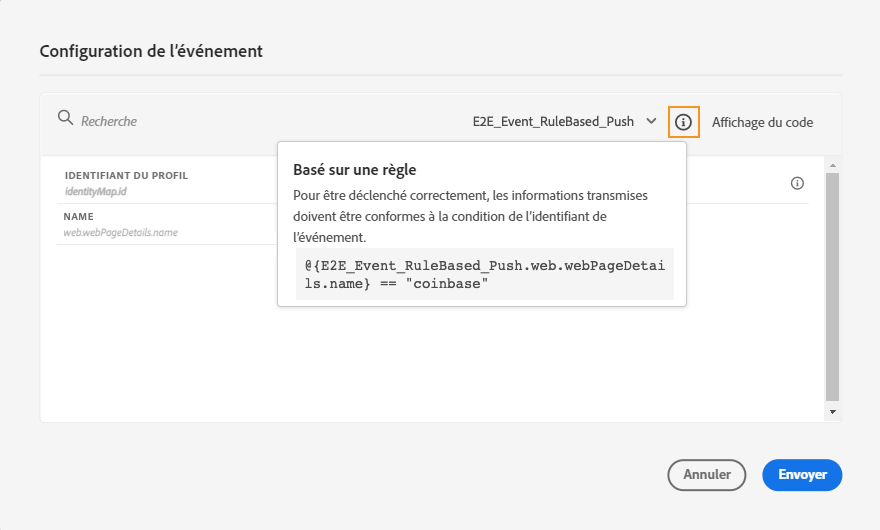 Configuration de l’événement
Recherche
E2E_Event_RuleBased_Push
Affichage du code
IDENTIFIANT DU PROFIL
identityMap.id
NAME
web.webPageDetails.name
Basé sur une règle
Pour être déclenché correctement, les informations transmises
doivent être conformes à la condition de l’identifiant de
l’événement.
@{E2E_Event_RuleBased_Push.web.webPageDetai
ls.name} == "coinbase"
Annuler
Envoyer